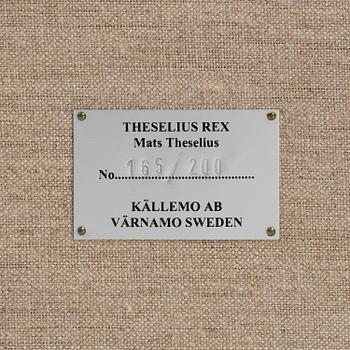 THESELIUS REX
Mats Theselius
No. 165/200
KÄLLEMO AB
VÄRNAMO SWEDEN